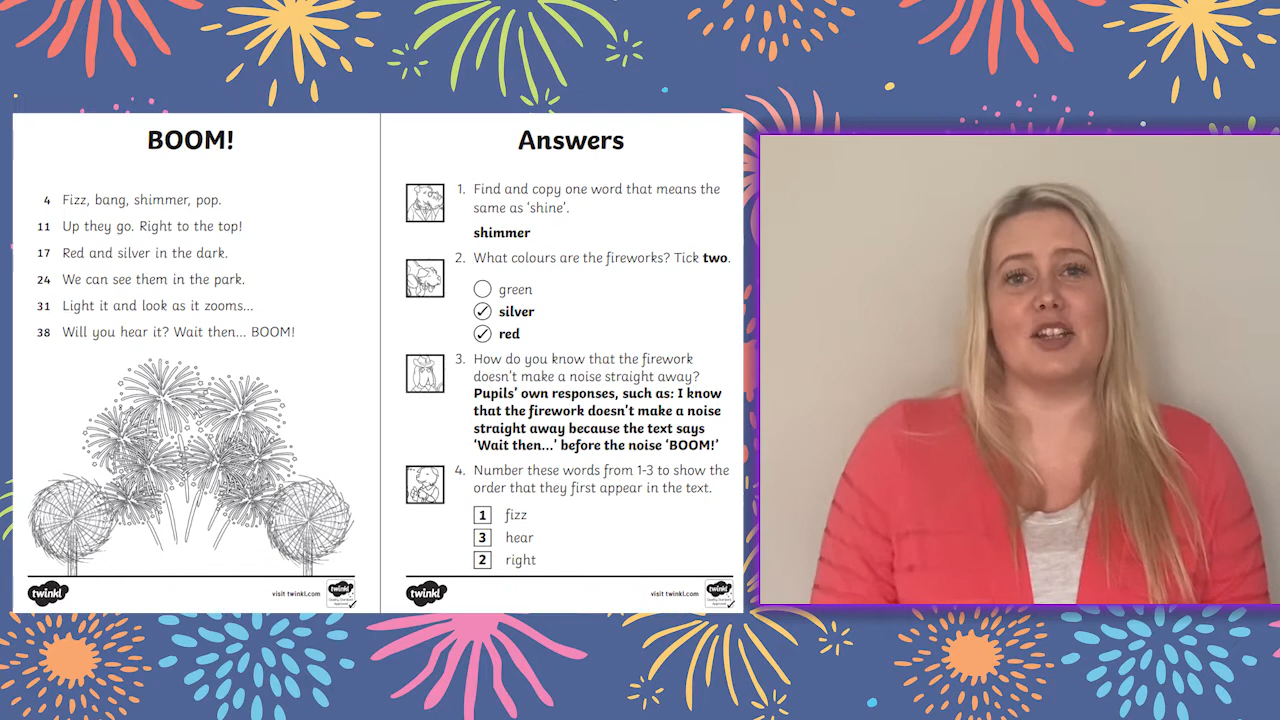 BOOM!
4 Fizz, bang, shimmer, pop.
11 Up they go. Right to the top!
17 Red and silver in the dark.
24 We can see them in the park.
31 Light it and look as it zooms...
38 Will you hear it? Wait then... BOOM!
twinkl
visit twinkl.com
twinkl
Answers
1. Find and copy one word that means the
same as ‘shine’.
shimmer
2. What colours are the fireworks? Tick two.
green
silver
red
3. How do you know that the firework
doesn’t make a noise straight away?
Pupils’ own responses, such as: I know
that the firework doesn’t make a noise
straight away because the text says
‘Wait then...’ before the noise ‘BOOM!’
4. Number these words from 1-3 to show the
order that they first appear in the text.
1 fizz
3 hear
2 right
twinkl
visit twinkl.com
twinkl